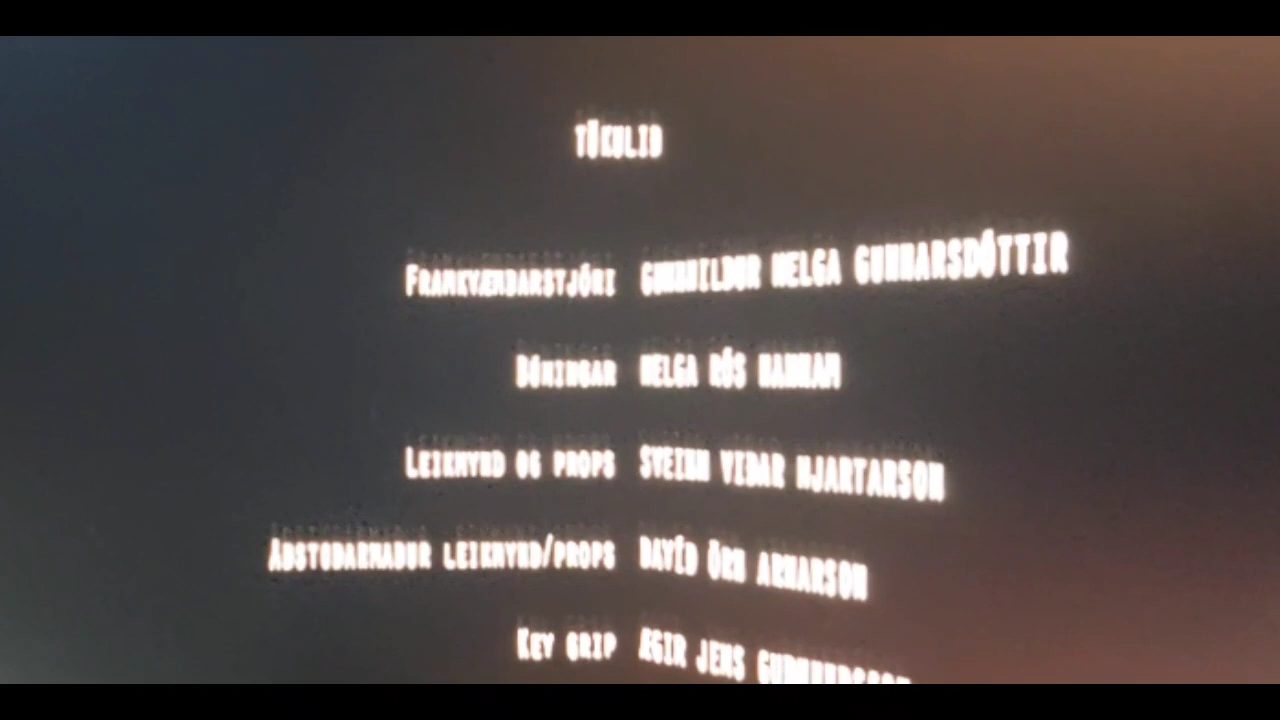 TÖKULIÐ
FRAMKVÆMDARSTJÓRI GUNNHILDUR HELGA GUNNARSDÓTTIR
BÚNINGAR HELGA RÓS HANNAM
LEIKMYND OG PROPS SVEINN VIÐAR HJARTARSON
AÐSTOÐARMAÐUR LEIKMYND/PROPS DAVÍÐ ÖRN ARNARSON
KEY GRIP ÆGIR JENS GUÐMUNDSSON